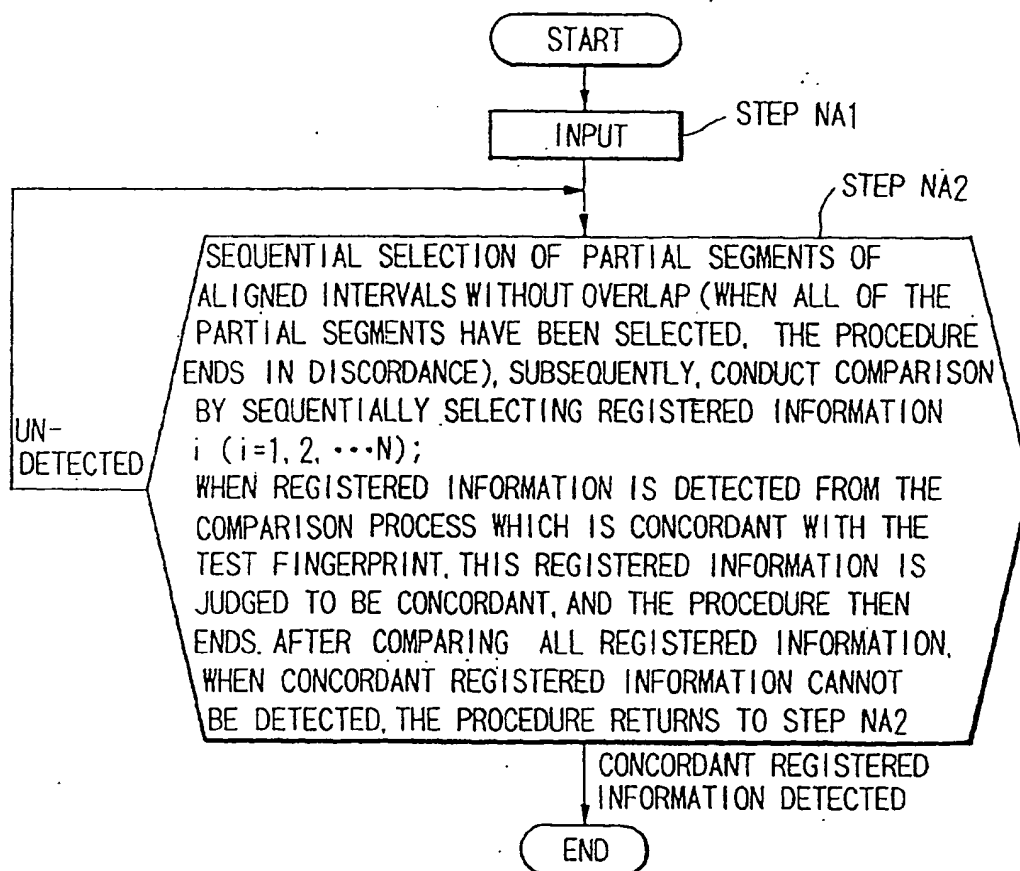 START
INPUT
STEP NA1
STEP NA2
SEQUENTIAL SELECTION OF PARTIAL SEGMENTS OF
ALIGNED INTERVALS WITHOUT OVERLAP (WHEN ALL OF THE
PARTIAL SEGMENTS HAVE BEEN SELECTED, THE PROCEDURE
ENDS IN DISCORDANCE), SUBSEQUENTLY, CONDUCT COMPARISON
BY SEQUENTIALLY SELECTING REGISTERED INFORMATION
i (i=1, 2, ···N);
WHEN REGISTERED INFORMATION IS DETECTED FROM THE
COMPARISON PROCESS WHICH IS CONCORDANT WITH THE
TEST FINGERPRINT, THIS REGISTERED INFORMATION IS
JUDGED TO BE CONCORDANT, AND THE PROCEDURE THEN
ENDS. AFTER COMPARING ALL REGISTERED INFORMATION,
WHEN CONCORDANT REGISTERED INFORMATION CANNOT
BE DETECTED, THE PROCEDURE RETURNS TO STEP NA2
UN-
DETECTED
CONCORDANT REGISTERED
INFORMATION DETECTED
END